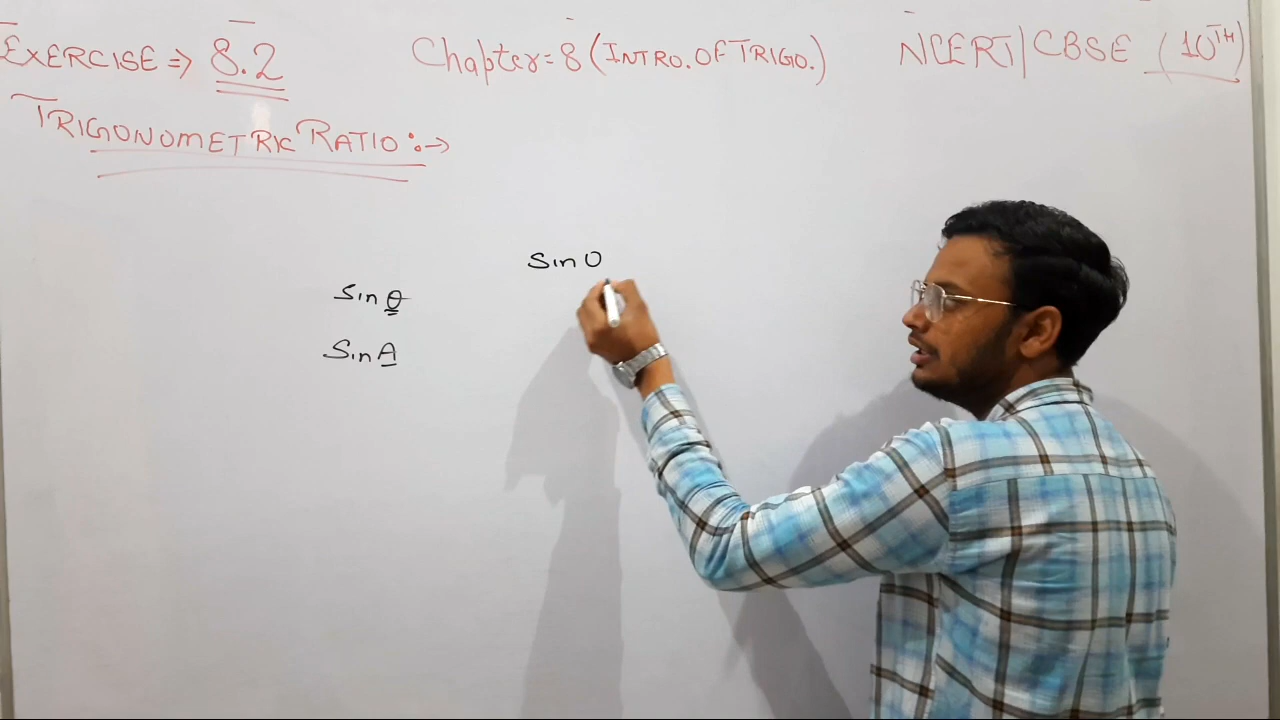 EXERCISE ⇒ 8.2
Chapter = 8 (INTRO. OF TRIGO.)
NCERT/CBSE (10TH)
TRIGONOMETRIC RATIO :→
sin 0
sin θ
sin A